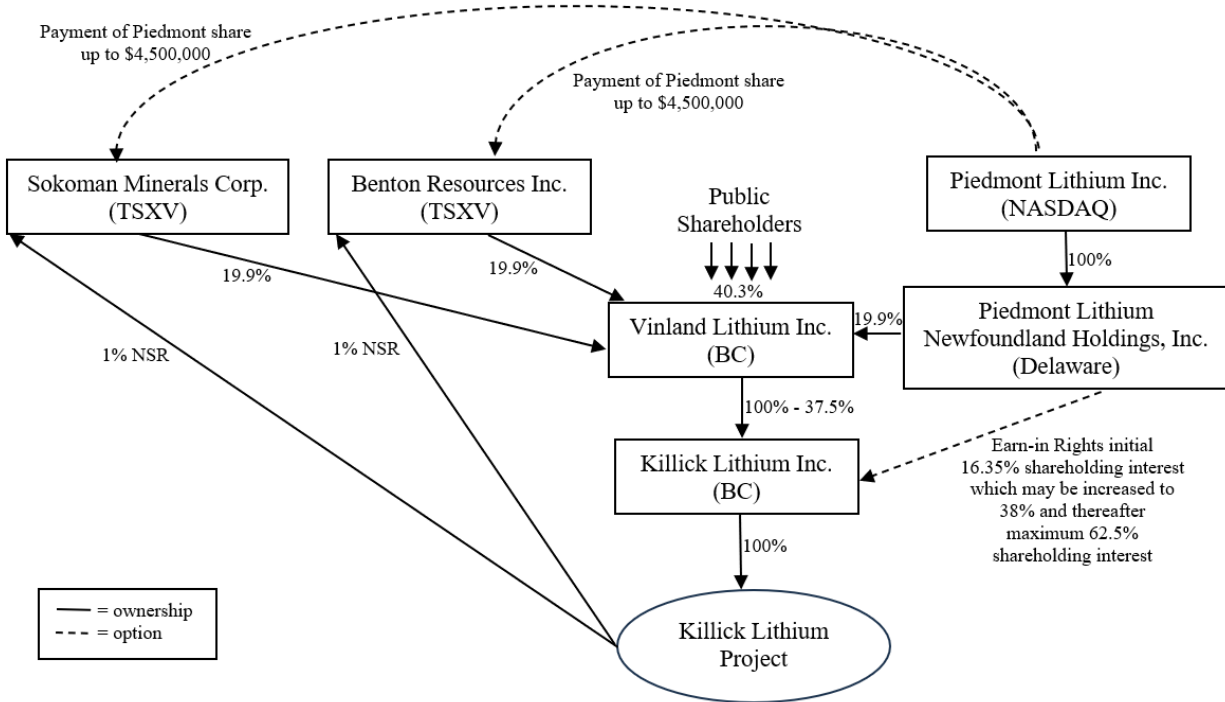 Payment of Piedmont share
up to $4,500,000
Payment of Piedmont share
up to $4,500,000
Sokoman Minerals Corp.
(TSXV)
Benton Resources Inc.
(TSXV)
Public
Shareholders
Piedmont Lithium Inc.
(NASDAQ)
19.9%
19.9%
40.3%
100%
Vinland Lithium Inc.
(BC)
19.9%
Piedmont Lithium
Newfoundland Holdings, Inc.
(Delaware)
1% NSR
1% NSR
100% - 37.5%
Killick Lithium Inc.
(BC)
Earn-in Rights initial
16.35% shareholding interest
which may be increased to
38% and thereafter
maximum 62.5%
shareholding interest
100%
= ownership
= option
Killick Lithium
Project